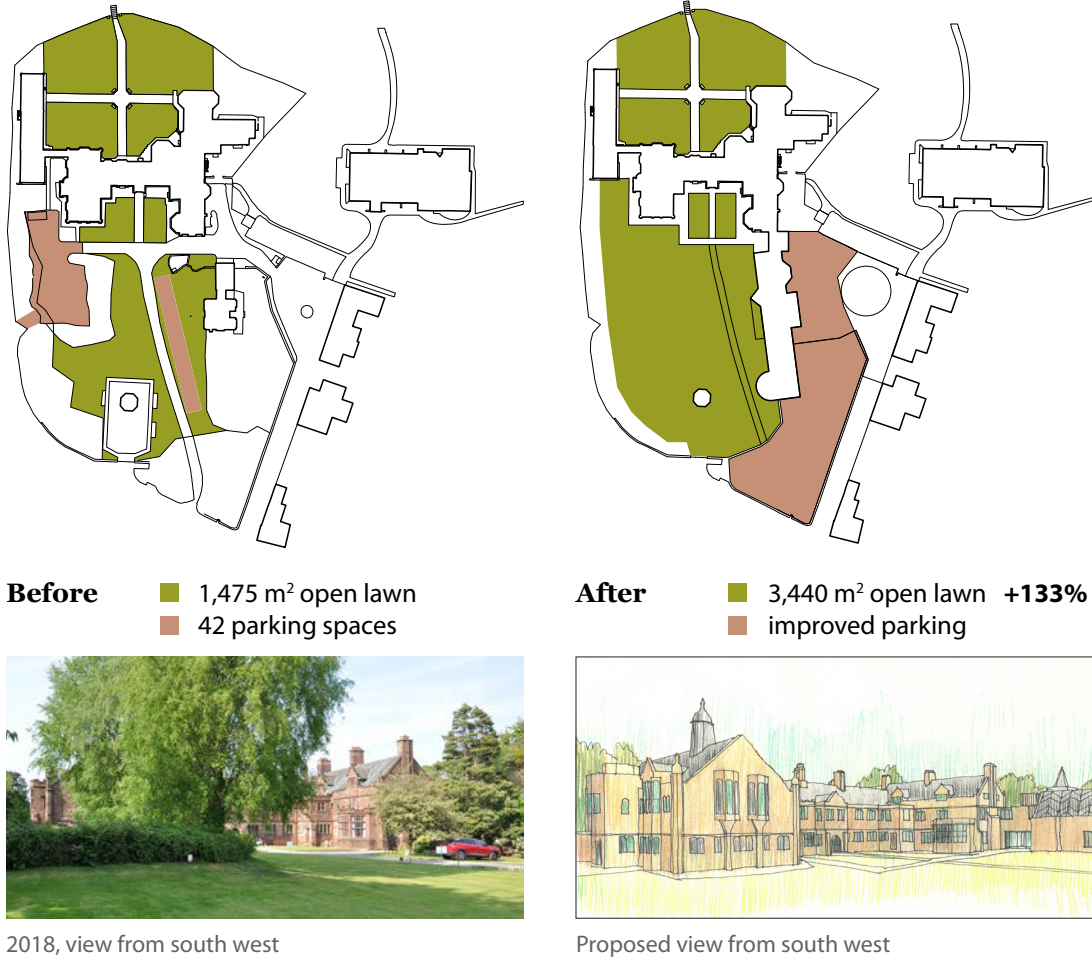 Before
1,475 m² open lawn
42 parking spaces
After
3,440 m² open lawn +133%
improved parking
2018, view from south west
Proposed view from south west